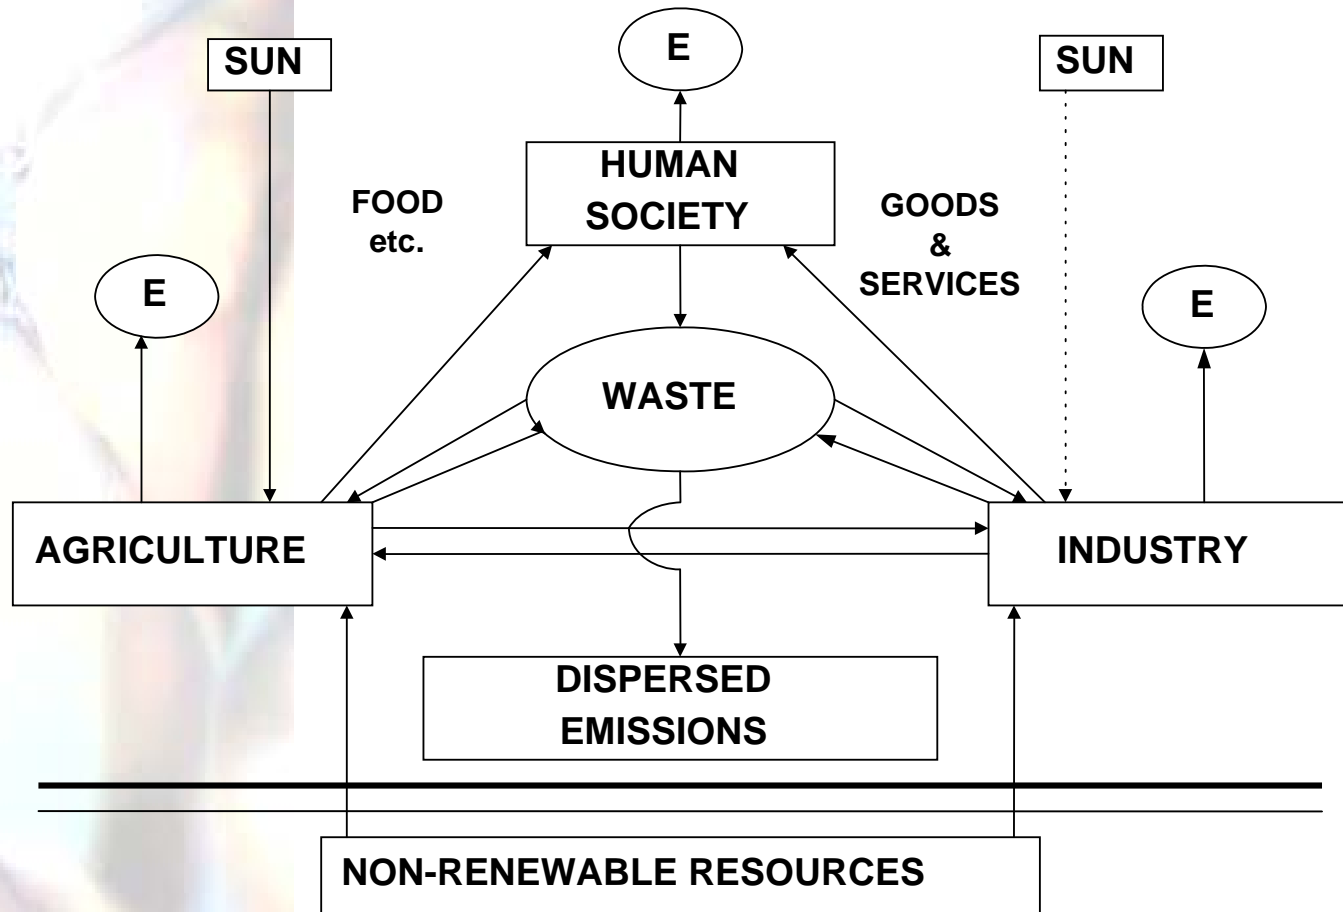 SUN
E
SUN
HUMAN
SOCIETY
FOOD
etc.
GOODS
&
SERVICES
E
E
WASTE
AGRICULTURE
INDUSTRY
DISPERSED
EMISSIONS
NON-RENEWABLE RESOURCES